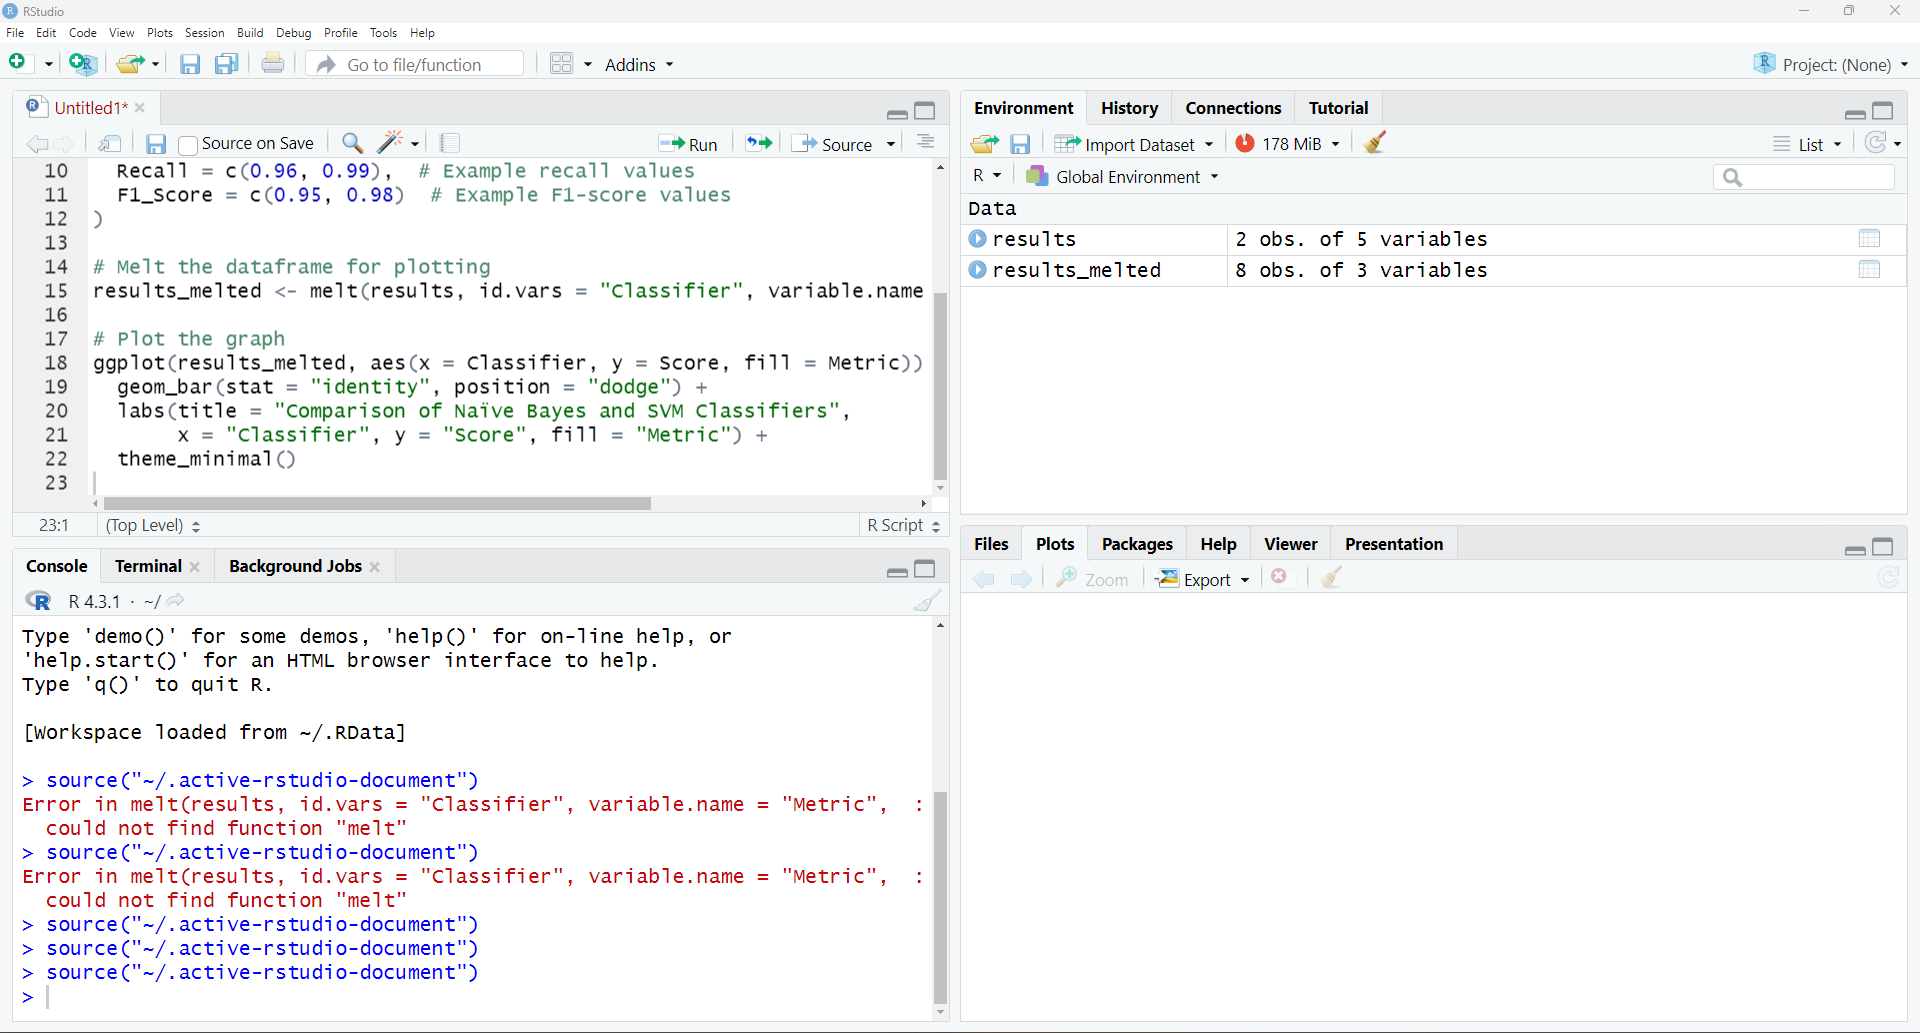 RStudio
File Edit Code View Plots Session Build Debug Profile Tools Help
Go to file/function Addins Project: (None)
Untitled1*
Source on Save Run Source
10 Recall = c(0.96, 0.99), # Example recall values
11 F1_Score = c(0.95, 0.98) # Example F1-score values
12 )
13
14 # Melt the dataframe for plotting
15 results_melted <- melt(results, id.vars = "Classifier", variable.name
16
17 # Plot the graph
18 ggplot(results_melted, aes(x = Classifier, y = Score, fill = Metric))
19 geom_bar(stat = "identity", position = "dodge") +
20 labs(title = "Comparison of Naïve Bayes and SVM Classifiers",
21 x = "Classifier", y = "Score", fill = "Metric") +
22 theme_minimal()
23
23:1 (Top Level) R Script
Console Terminal Background Jobs
R 4.3.1 · ~/
Type 'demo()' for some demos, 'help()' for on-line help, or
'help.start()' for an HTML browser interface to help.
Type 'q()' to quit R.
[Workspace loaded from ~/.RData]
> source("~/.active-rstudio-document")
Error in melt(results, id.vars = "Classifier", variable.name = "Metric", :
could not find function "melt"
> source("~/.active-rstudio-document")
Error in melt(results, id.vars = "Classifier", variable.name = "Metric", :
could not find function "melt"
> source("~/.active-rstudio-document")
> source("~/.active-rstudio-document")
> source("~/.active-rstudio-document")
>
Environment History Connections Tutorial
Import Dataset 178 MiB List
R Global Environment
Data
results 2 obs. of 5 variables
results_melted 8 obs. of 3 variables
Files Plots Packages Help Viewer Presentation
Zoom Export